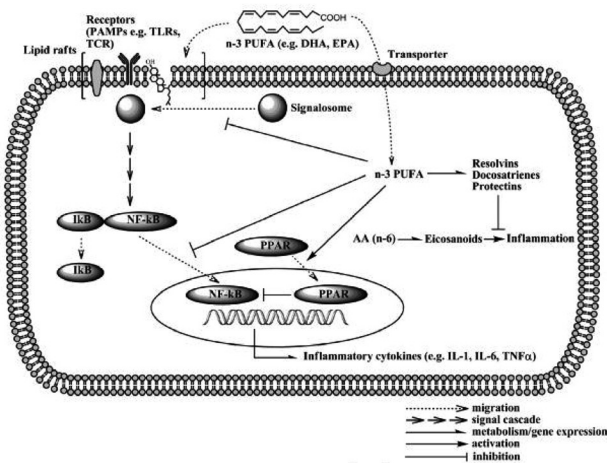 Receptors
(PAMPs e.g. TLRs,
TCR)
Lipid rafts
OH
COOH
n-3 PUFA (e.g. DHA, EPA)
Transporter
Signalosome
n-3 PUFA
Resolvins
Docosatrienes
Protectins
IkB
NF-kB
PPAR
AA (n-6)
Eicosanoids
Inflammation
IkB
NF-kB
PPAR
Inflammatory cytokines (e.g. IL-1, IL-6, TNFα)
migration
signal cascade
metabolism/gene expression
activation
inhibition